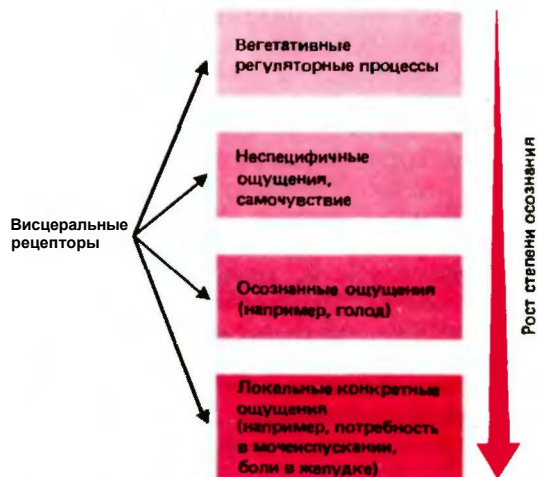 Вегетативные
регуляторные процессы
Неспецифичные
ощущения,
самочувствие
Висцеральные
рецепторы
Осознанные ощущения
(например, голод)
Локальные конкретные
ощущения
(например, потребность
в мочеиспускании,
боли в желудке)
Рост степени осознания